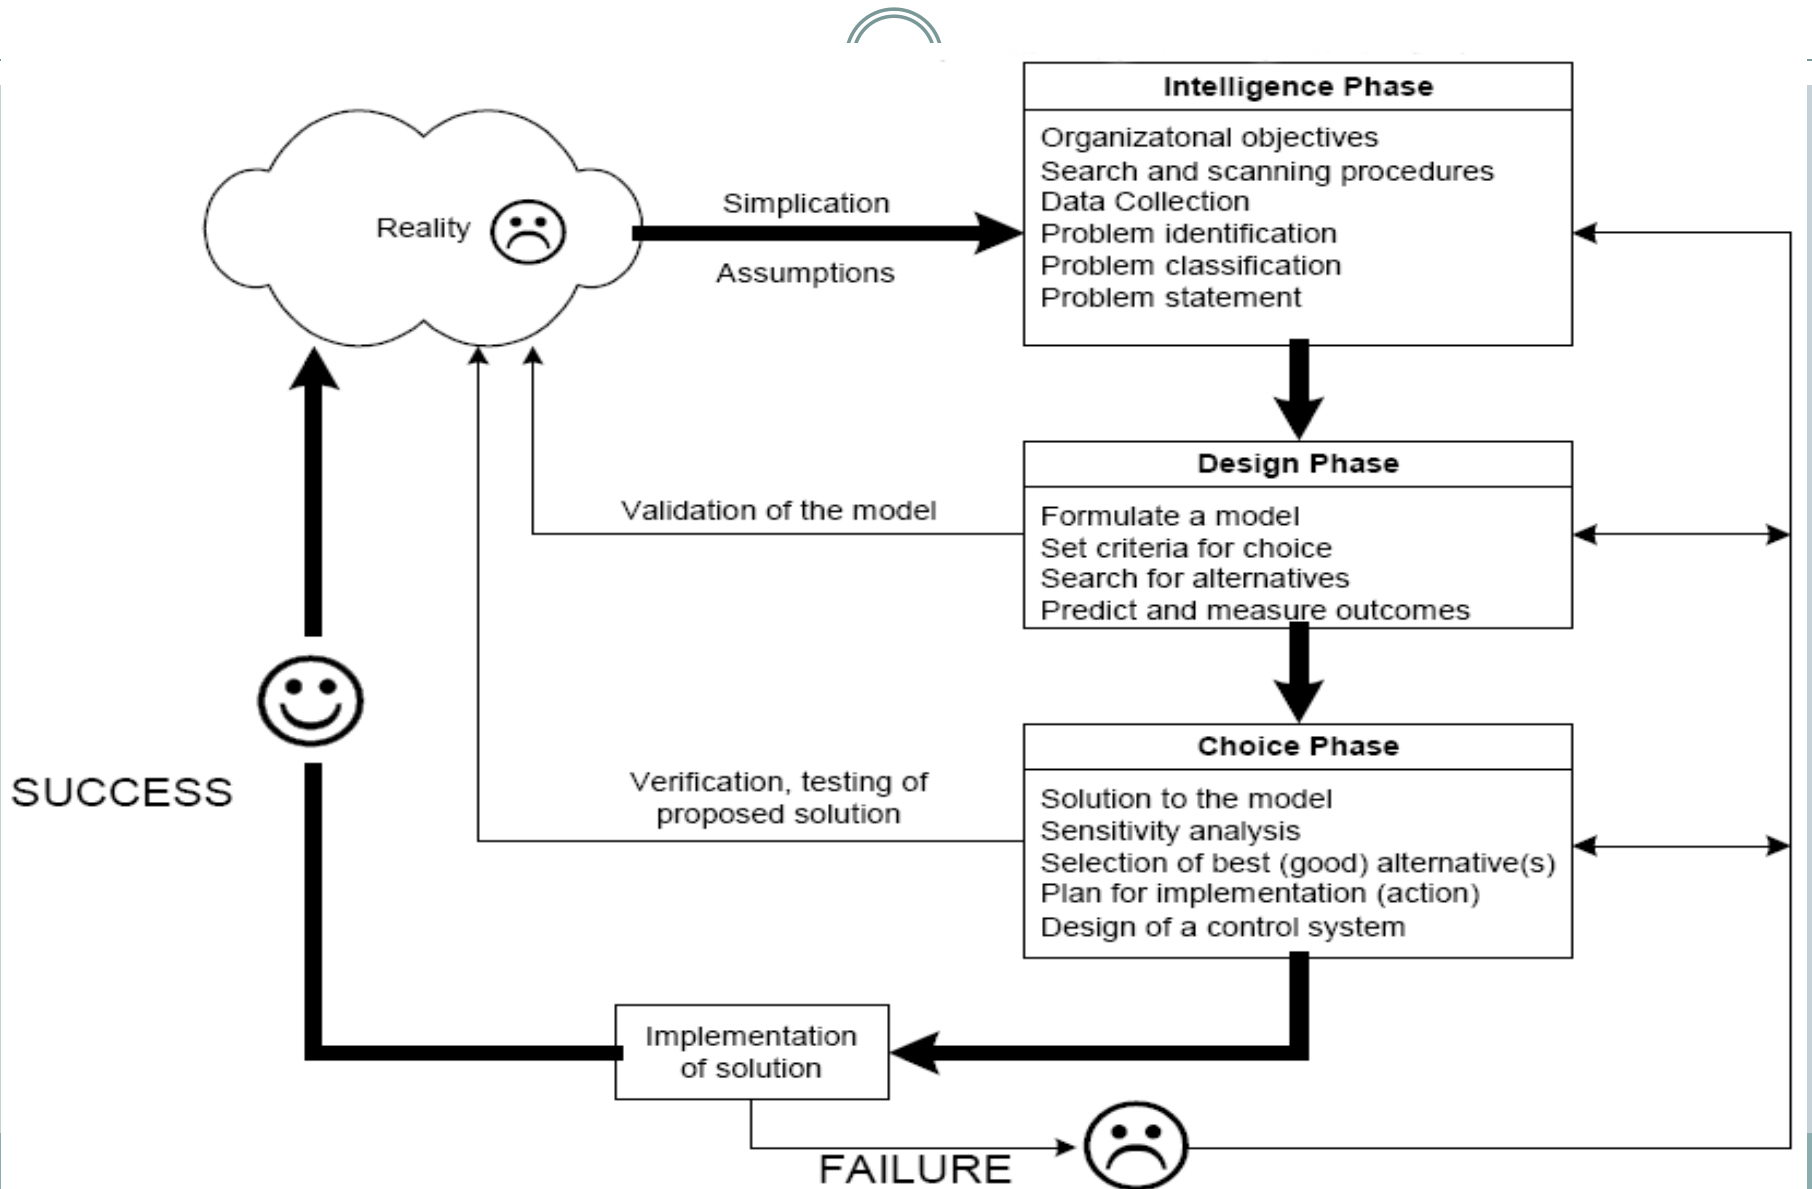 Reality
Simplication
Assumptions
Intelligence Phase
Organizatonal objectives
Search and scanning procedures
Data Collection
Problem identification
Problem classification
Problem statement
Validation of the model
Design Phase
Formulate a model
Set criteria for choice
Search for alternatives
Predict and measure outcomes
SUCCESS
Verification, testing of
proposed solution
Choice Phase
Solution to the model
Sensitivity analysis
Selection of best (good) alternative(s)
Plan for implementation (action)
Design of a control system
Implementation
of solution
FAILURE